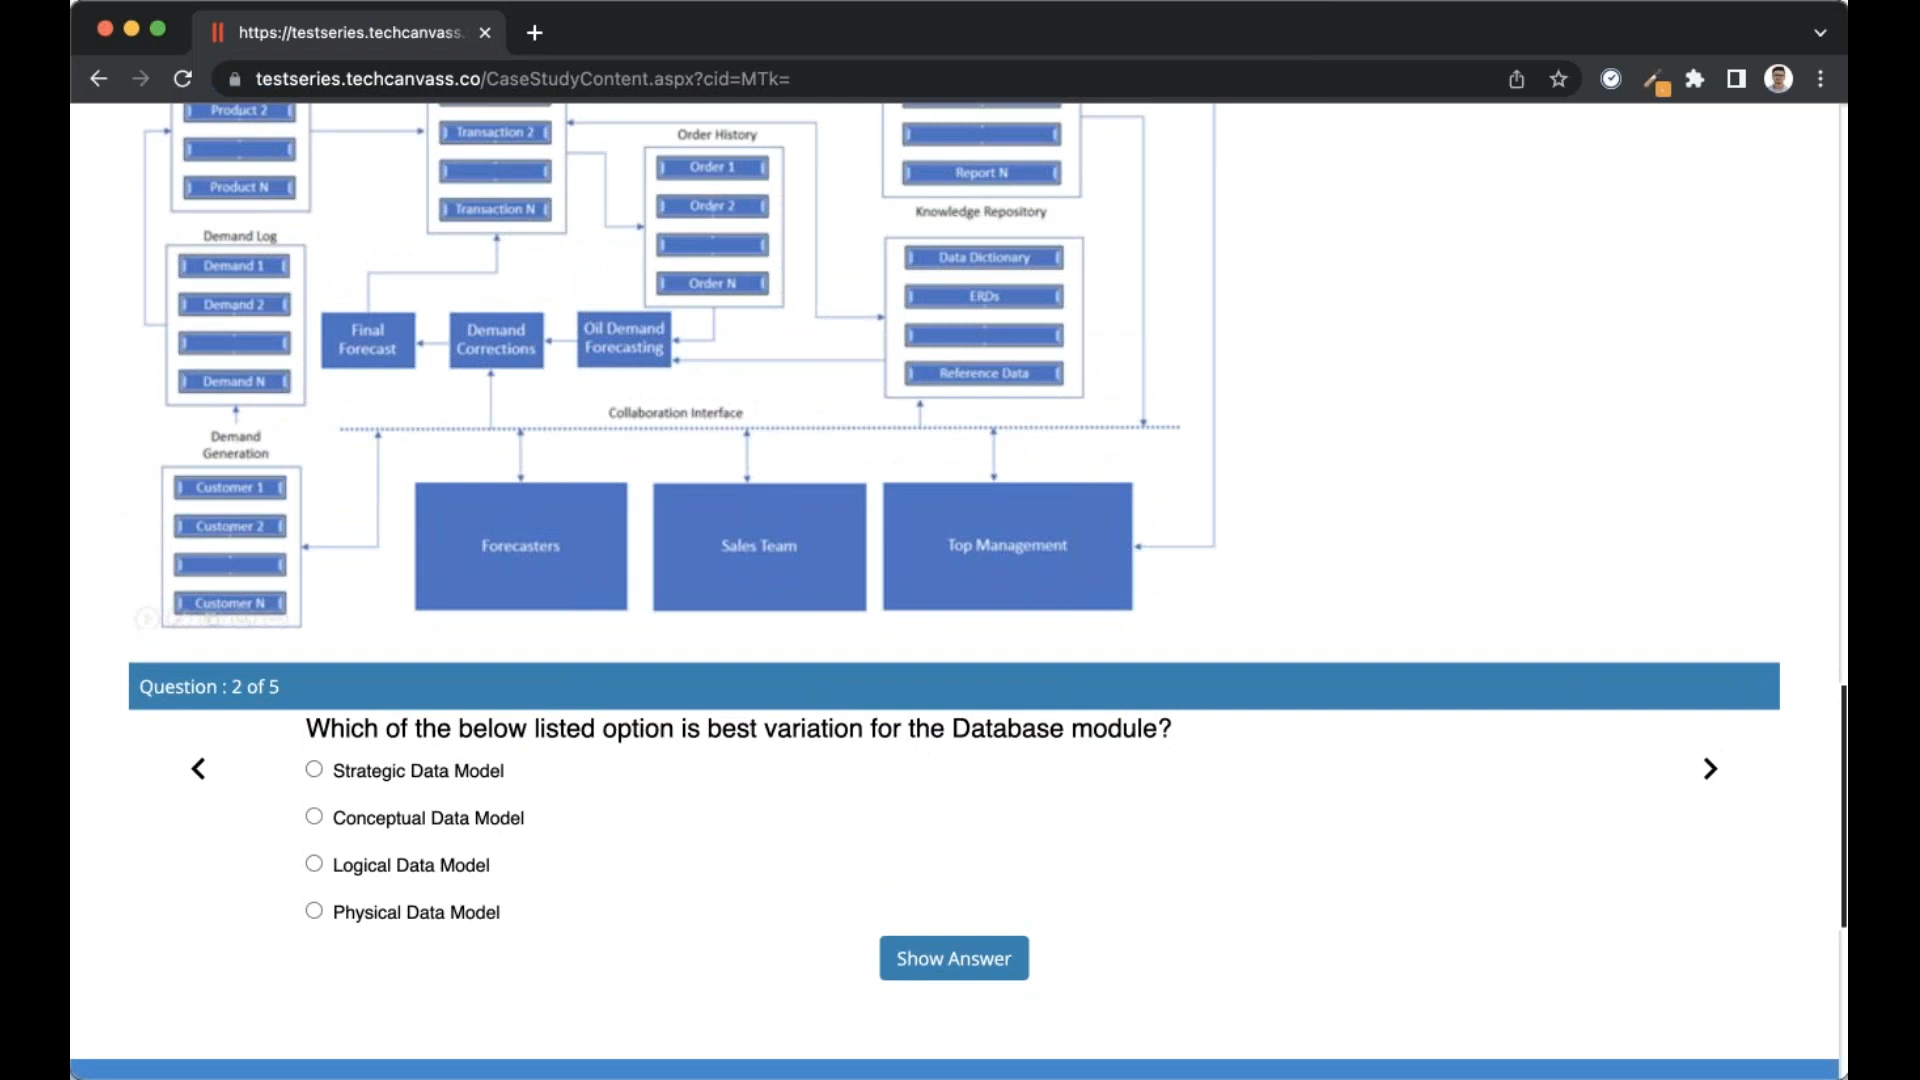 https://testseries.techcanvass.
testseries.techcanvass.co/CaseStudyContent.aspx?cid=MTk=
Product 2
Product N
Transaction 2
Transaction N
Order History
Order 1
Order 2
Order N
Report N
Knowledge Repository
Data Dictionary
ERDs
Reference Data
Demand Log
Demand 1
Demand 2
Demand N
Final
Forecast
Demand
Corrections
Oil Demand
Forecasting
Collaboration Interface
Demand
Generation
Customer 1
Customer 2
Customer N
Forecasters
Sales Team
Top Management
Question : 2 of 5
Which of the below listed option is best variation for the Database module?
Strategic Data Model
Conceptual Data Model
Logical Data Model
Physical Data Model
Show Answer